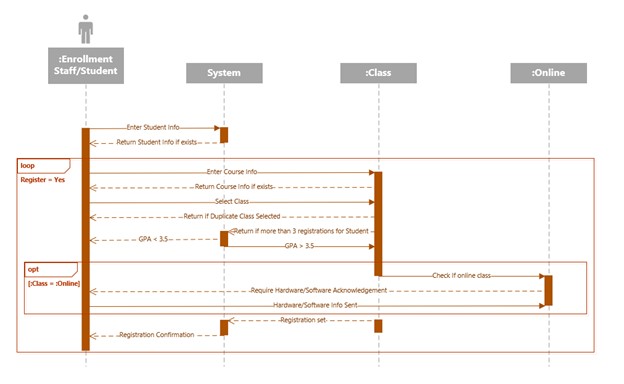 :Enrollment
Staff/Student
System
:Class
:Online
Enter Student Info
Return Student Info if exists
loop
Register = Yes
Enter Course Info
Return Course Info if exists
Select Class
Return if Duplicate Class Selected
Return if more than 3 registrations for Student
GPA < 3.5
GPA > 3.5
opt
[:Class = :Online]
Check if online class
Require Hardware/Software Acknowledgement
Hardware/Software Info Sent
Registration set
Registration Confirmation